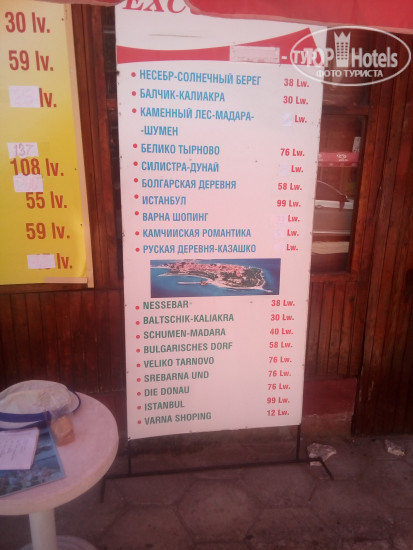 30 lv.
59 lv.
lv.
137
108 lv.
55 lv.
59 lv.
lv.
EXC
ТОП Hotels
ФОТО ТУРИСТА
• НЕСЕБР-СОЛНЕЧНЫЙ БЕРЕГ 38 Lw.
• БАЛЧИК-КАЛИАКРА 30 Lw.
• КАМЕННЫЙ ЛЕС-МАДАРА- Lw.
-ШУМЕН
• ВЕЛИКО ТЫРНОВО 76 Lw.
• СИЛИСТРА-ДУНАЙ Lw.
• БОЛГАРСКАЯ ДЕРЕВНЯ 58 Lw.
• ИСТАНБУЛ 99 Lw.
• ВАРНА ШОПИНГ Lw.
• КАМЧИЙСКАЯ РОМАНТИКА Lw.
• РУСКАЯ ДЕРЕВНЯ-КАЗАШКО Lw.
• NESSEBAR 38 Lw.
• BALTSCHIK-KALIAKRA 30 Lw.
• SCHUMEN-MADARA 40 Lw.
• BULGARISCHES DORF 58 Lw.
• VELIKO TARNOVO 76 Lw.
• SREBARNA UND 76 Lw.
• DIE DONAU 76 Lw.
• ISTANBUL 99 Lw.
• VARNA SHOPING 12 Lw.